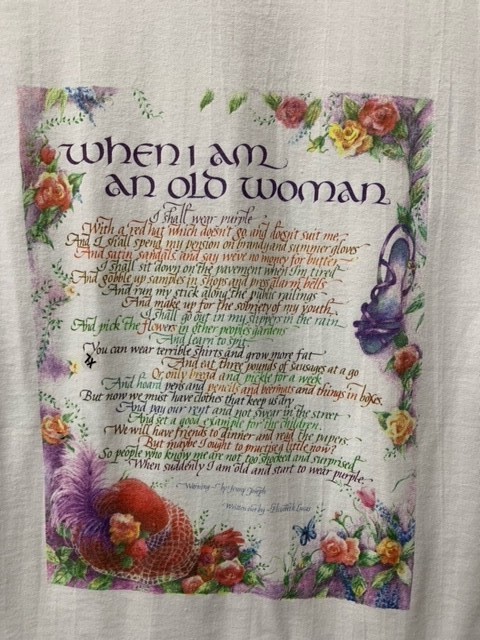 When I am
an old woman
I shall wear purple
With a red hat which doesn't go and doesn't suit me,
And I shall spend my pension on brandy and summer gloves
And satin sandals, and say we've no money for butter.
I shall sit down on the pavement when I'm tired
And gobble up samples in shops and press alarm bells
And run my stick along the public railings
And make up for the sobriety of my youth.
I shall go out in my slippers in the rain
And pick the flowers in other people's gardens
And learn to spit.
You can wear terrible shirts and grow more fat
And eat three pounds of sausages at a go
Or only bread and pickle for a week
And hoard pens and pencils and beermats and things in boxes.
But now we must have clothes that keep us dry
And pay our rent and not swear in the street
And set a good example for the children.
We will have friends to dinner and read the papers.
But maybe I ought to practise a little now?
So people who know me are not too shocked and surprised
When suddenly I am old and start to wear purple.
Warning - by Jenny Joseph
Written out by - Elizabeth Lucas